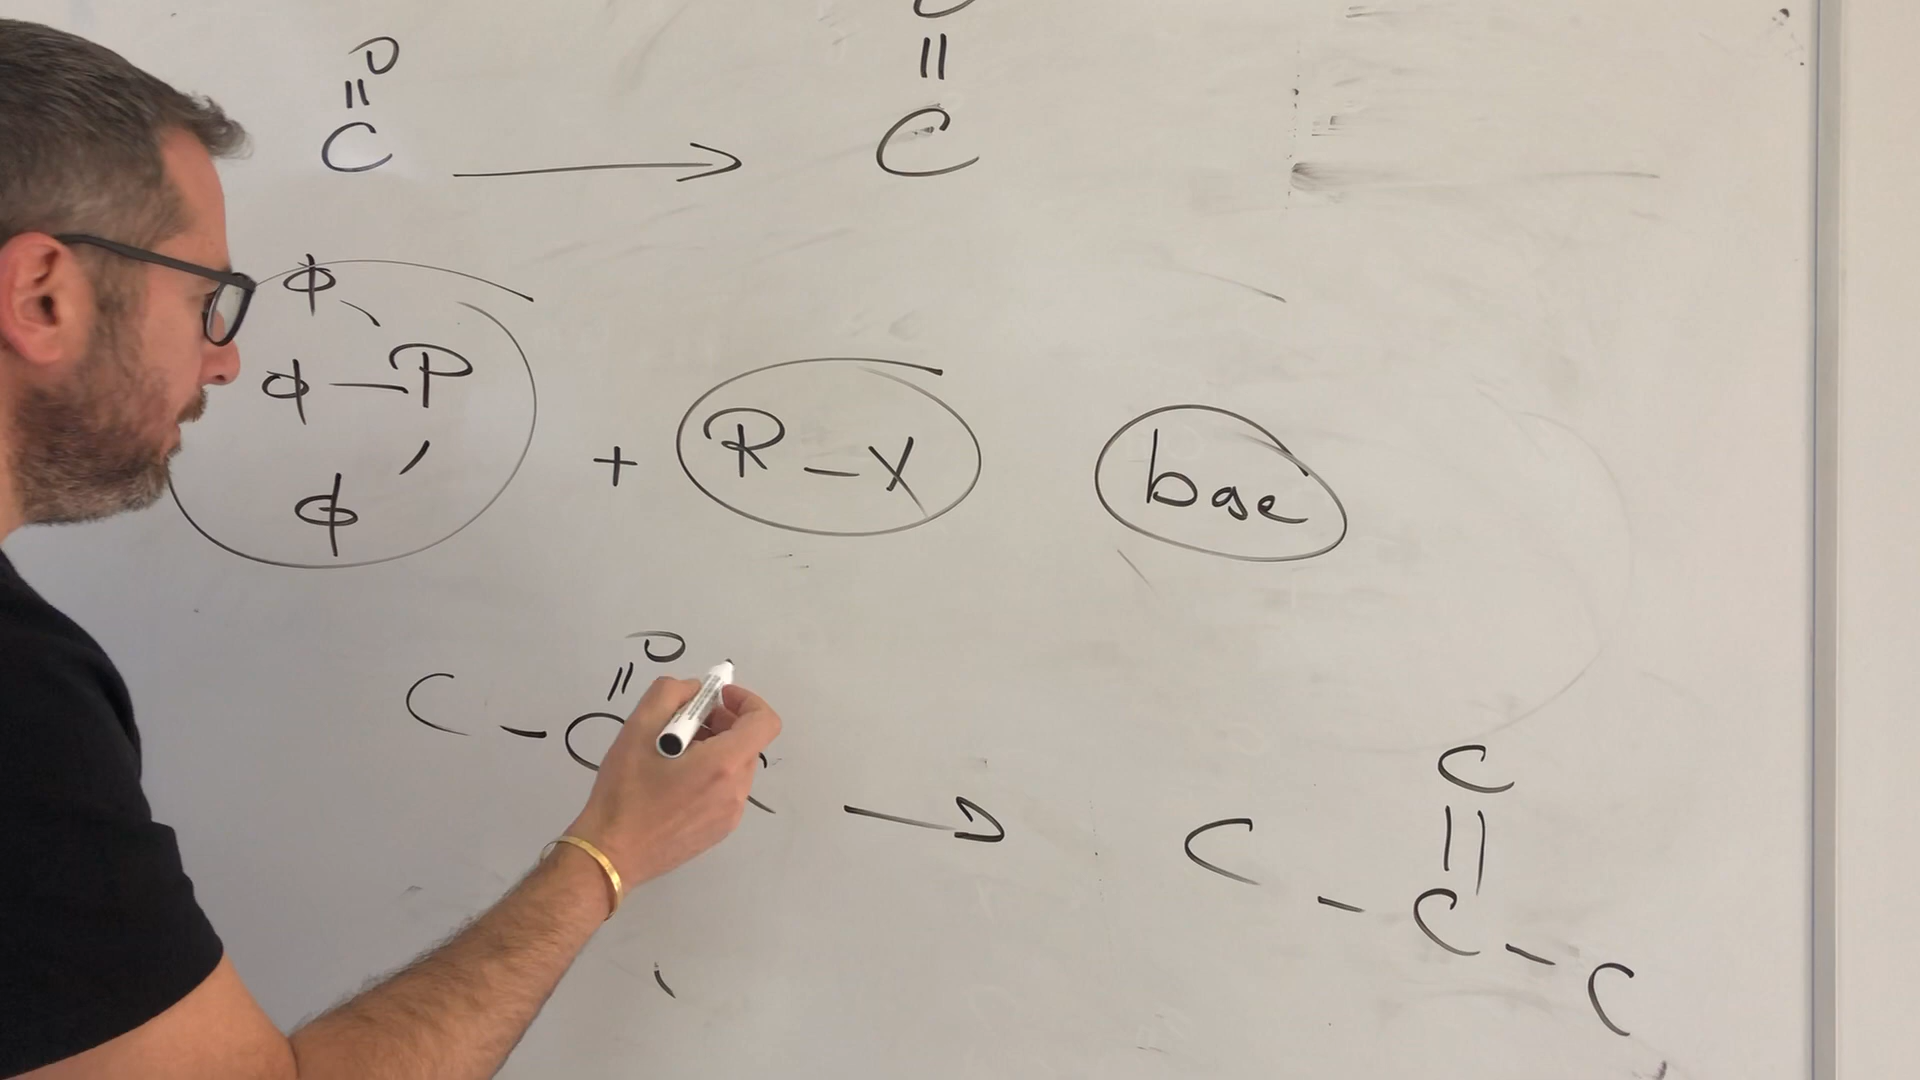 O C
|| ||
C → C
ϕ
ϕ — P + R — X base
ϕ
O
||
C - C → C
||
C - C - C